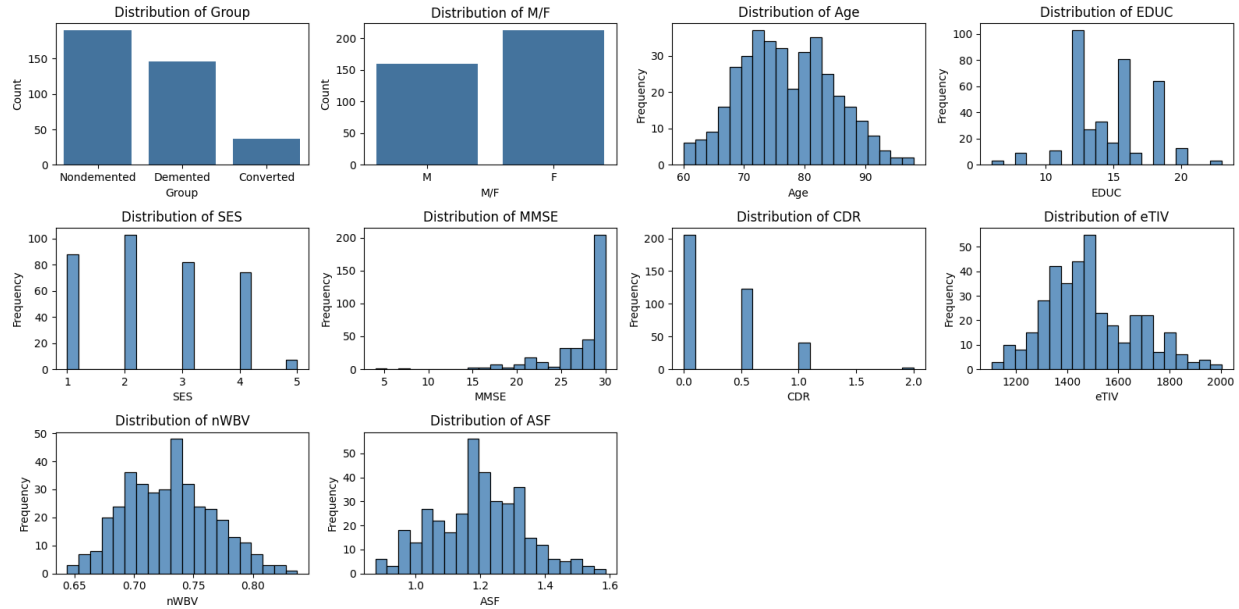 Distribution of Group
150
100
50
0
Count
Nondemented Demented Converted
Group
Distribution of M/F
200
150
100
50
0
Count
M F
M/F
Distribution of Age
30
20
10
0
Frequency
60 70 80 90
Age
Distribution of EDUC
100
80
60
40
20
0
Frequency
10 15 20
EDUC
Distribution of SES
100
80
60
40
20
0
Frequency
1 2 3 4 5
SES
Distribution of MMSE
200
150
100
50
0
Frequency
5 10 15 20 25 30
MMSE
Distribution of CDR
200
150
100
50
0
Frequency
0.0 0.5 1.0 1.5 2.0
CDR
Distribution of eTIV
50
40
30
20
10
0
Frequency
1200 1400 1600 1800 2000
eTIV
Distribution of nWBV
50
40
30
20
10
0
Frequency
0.65 0.70 0.75 0.80
nWBV
Distribution of ASF
50
40
30
20
10
0
Frequency
1.0 1.2 1.4 1.6
ASF